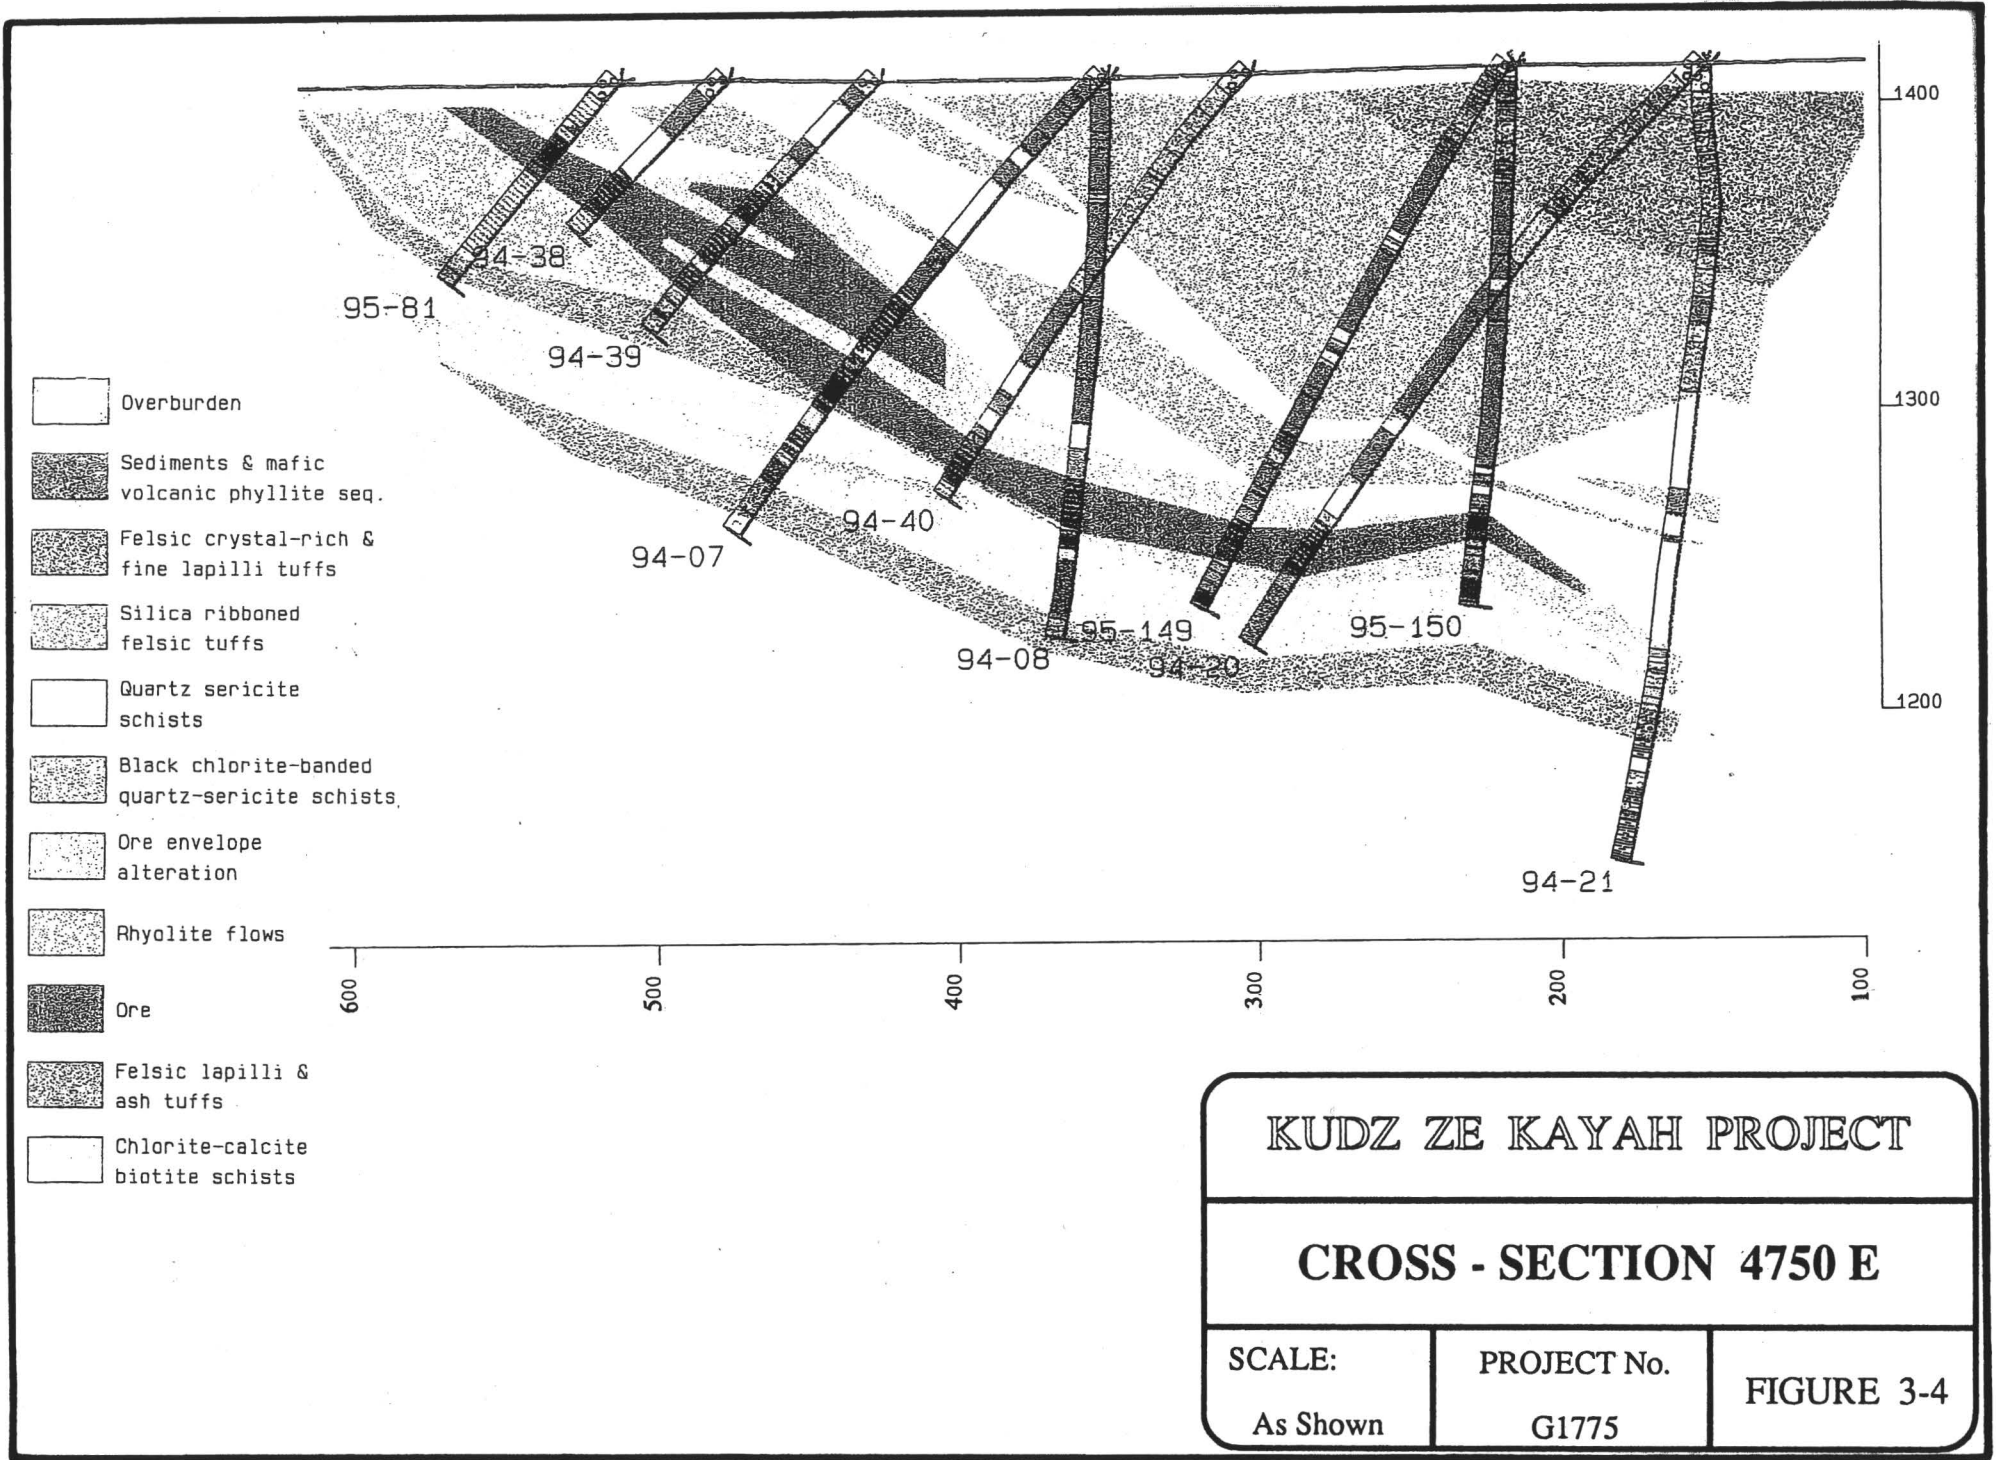 1400
1300
1200
94-38
95-81
94-39
94-07
94-40
94-08
95-149
94-20
95-150
94-21
Overburden
Sediments & mafic
volcanic phyllite seq.
Felsic crystal-rich &
fine lapilli tuffs
Silica ribboned
felsic tuffs
Quartz sericite
schists
Black chlorite-banded
quartz-sericite schists
Ore envelope
alteration
Rhyolite flows
Ore
Felsic lapilli &
ash tuffs
Chlorite-calcite
biotite schists
600
500
400
300
200
100
KUDZ ZE KAYAH PROJECT
CROSS - SECTION 4750 E
SCALE:
As Shown
PROJECT No.
G1775
FIGURE 3-4